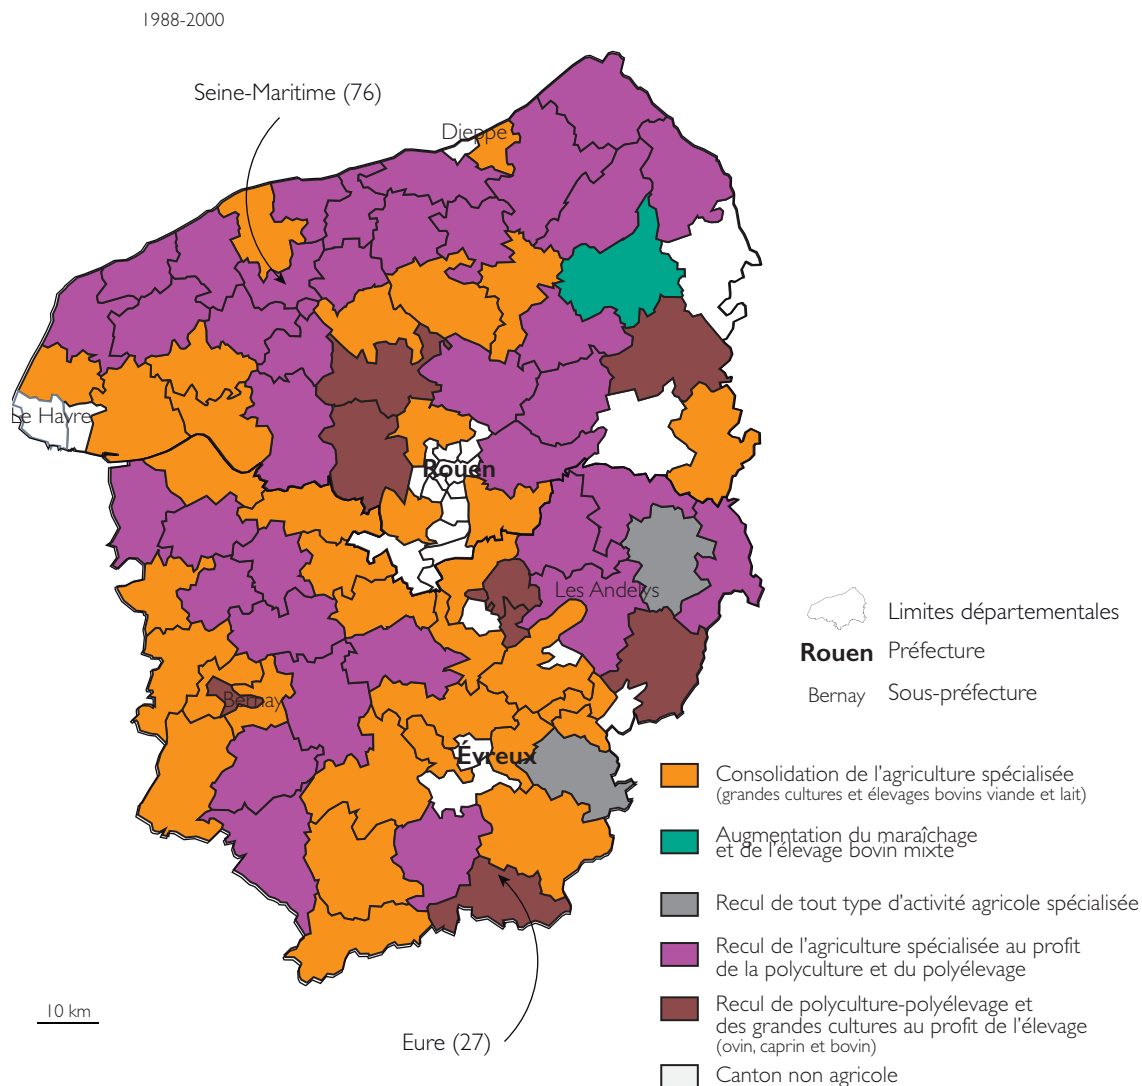 1988-2000
Seine-Maritime (76)
Dieppe
Le Havre
Rouen
Les Andelys
Bernay
Évreux
Limites départementales
Rouen Préfecture
Bernay Sous-préfecture
Consolidation de l'agriculture spécialisée
(grandes cultures et élevages bovins viande et lait)
Augmentation du maraîchage
et de l'élevage bovin mixte
Recul de tout type d'activité agricole spécialisée
Recul de l'agriculture spécialisée au profit
de la polyculture et du polyélevage
Recul de polyculture-polyélevage et
des grandes cultures au profit de l'élevage
(ovin, caprin et bovin)
Canton non agricole
10 km
Eure (27)